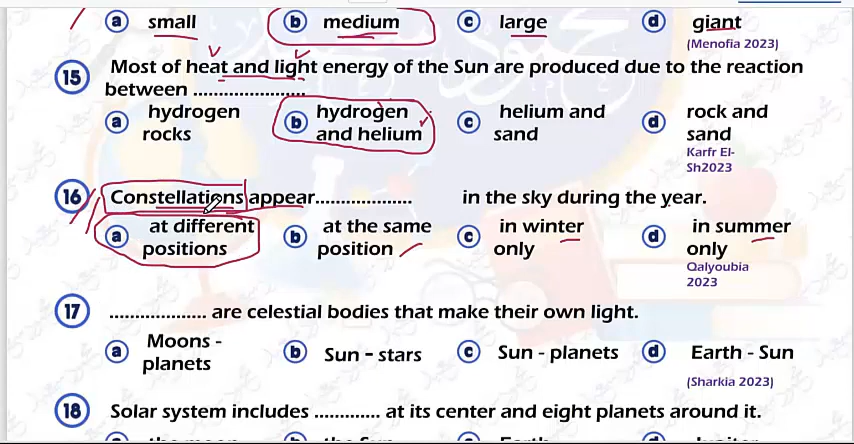 a small b medium c large d giant
(Menofia 2023)
15 Most of heat and light energy of the Sun are produced due to the reaction
between .....................
a hydrogen rocks b hydrogen and helium c helium and sand d rock and sand
Karfr El-
Sh2023
16 Constellations appear.................. in the sky during the year.
a at different positions b at the same position c in winter only d in summer only
Qalyoubia
2023
17 .................. are celestial bodies that make their own light.
a Moons - planets b Sun - stars c Sun - planets d Earth - Sun
(Sharkia 2023)
18 Solar system includes ............. at its center and eight planets around it.